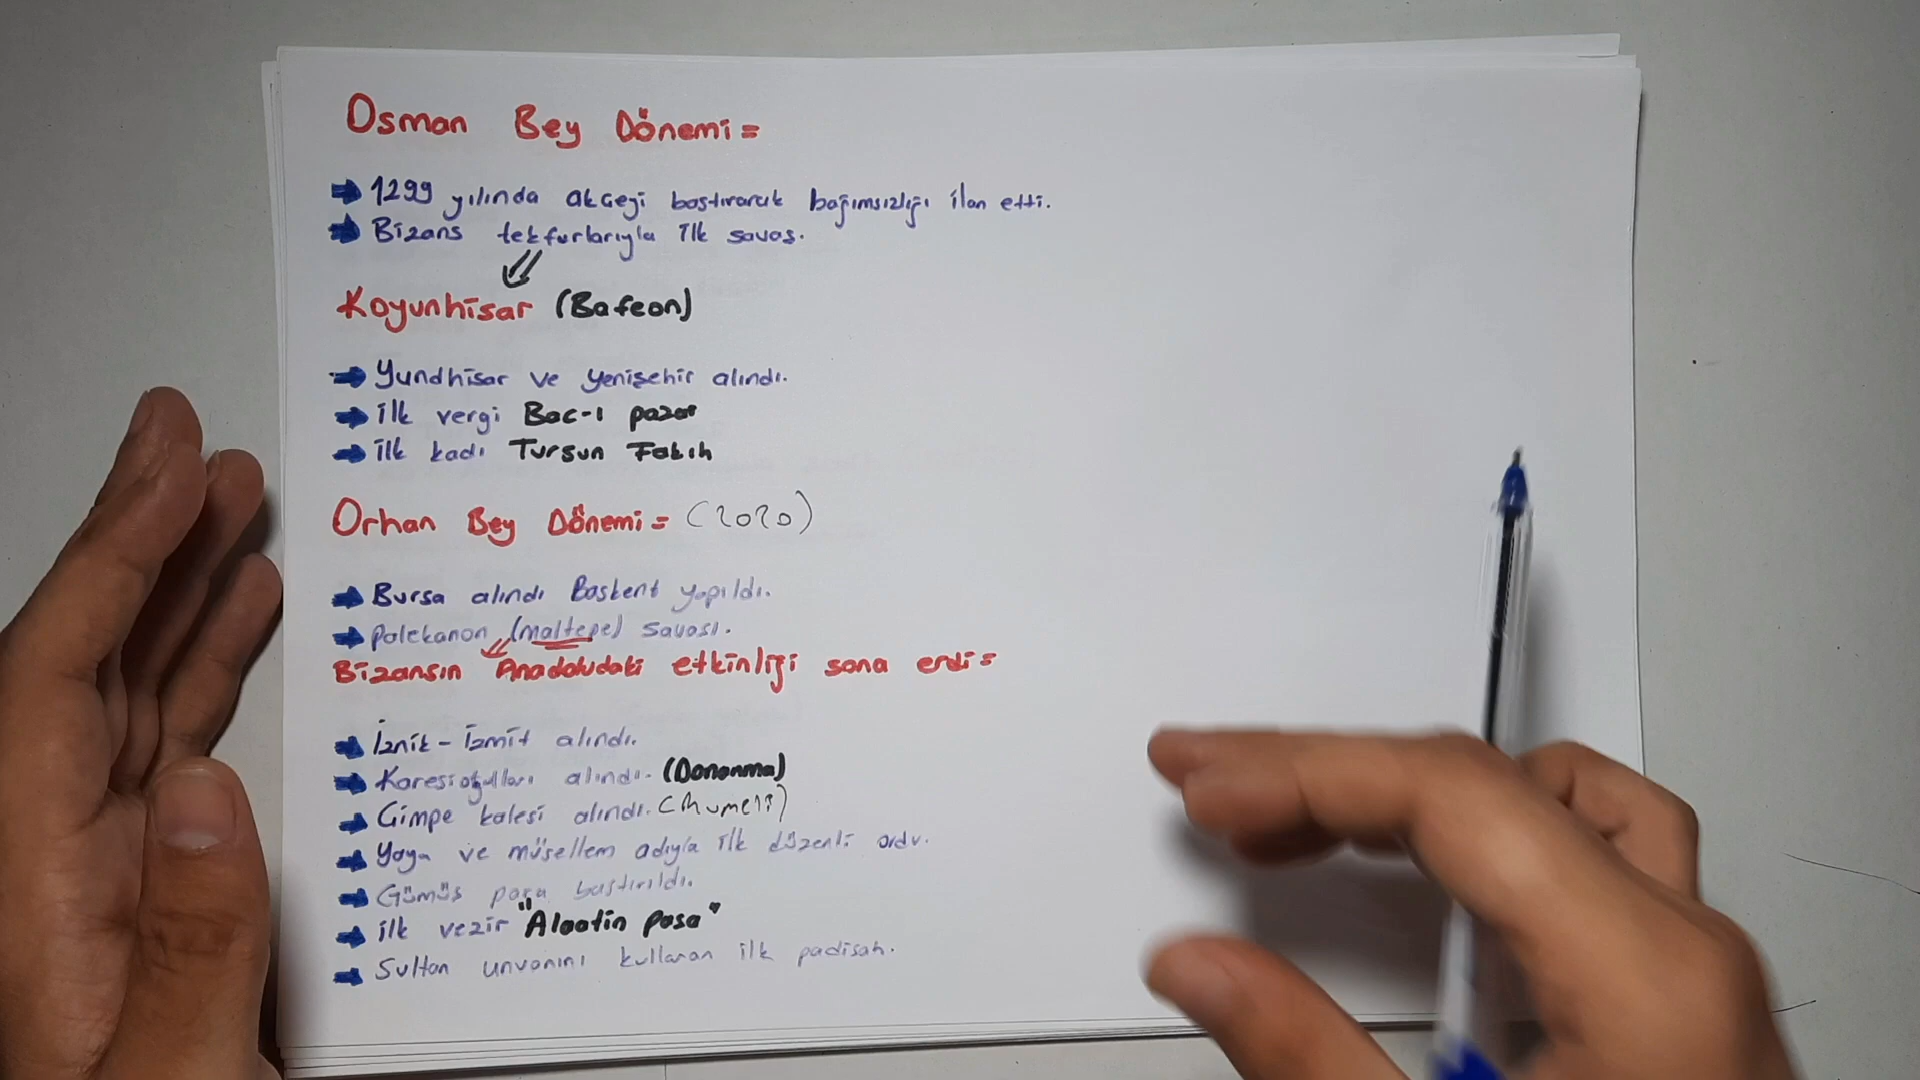 Osman Bey Dönemi=
1299 yılında akçeyi bastırarak bağımsızlığı ilan etti.
Bizans tekfurlarıyla ilk savaş.
Koyunhisar (Bafeon)
Yundhisar ve Yenişehir alındı.
ilk vergi Bac-ı pazar
ilk kadı Tursun Fakıh
Orhan Bey Dönemi= (2020)
Bursa alındı Başkent yapıldı.
Palekanon (maltepe) savaşı.
Bizansın Anadoludaki etkinliği sona erdi=
İznik-İzmit alındı.
Karesioğulları alındı. (Donanma)
Çimpe kalesi alındı. (Rumeli)
Yaya ve müsellem adıyla ilk düzenli ordu.
Gümüş para bastırıldı.
ilk vezir "Alaatin paşa"
Sultan unvanını kullanan ilk padişah.